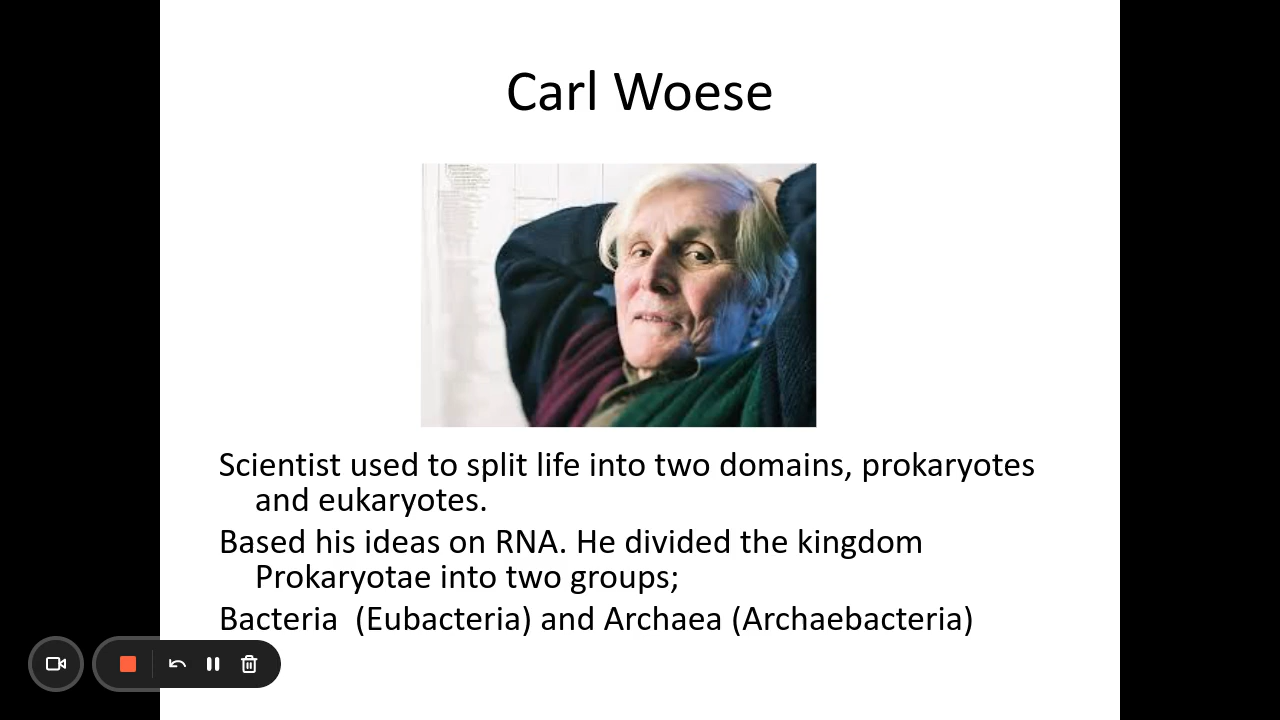 Carl Woese
Scientist used to split life into two domains, prokaryotes
and eukaryotes.
Based his ideas on RNA. He divided the kingdom
Prokaryotae into two groups;
Bacteria  (Eubacteria) and Archaea (Archaebacteria)